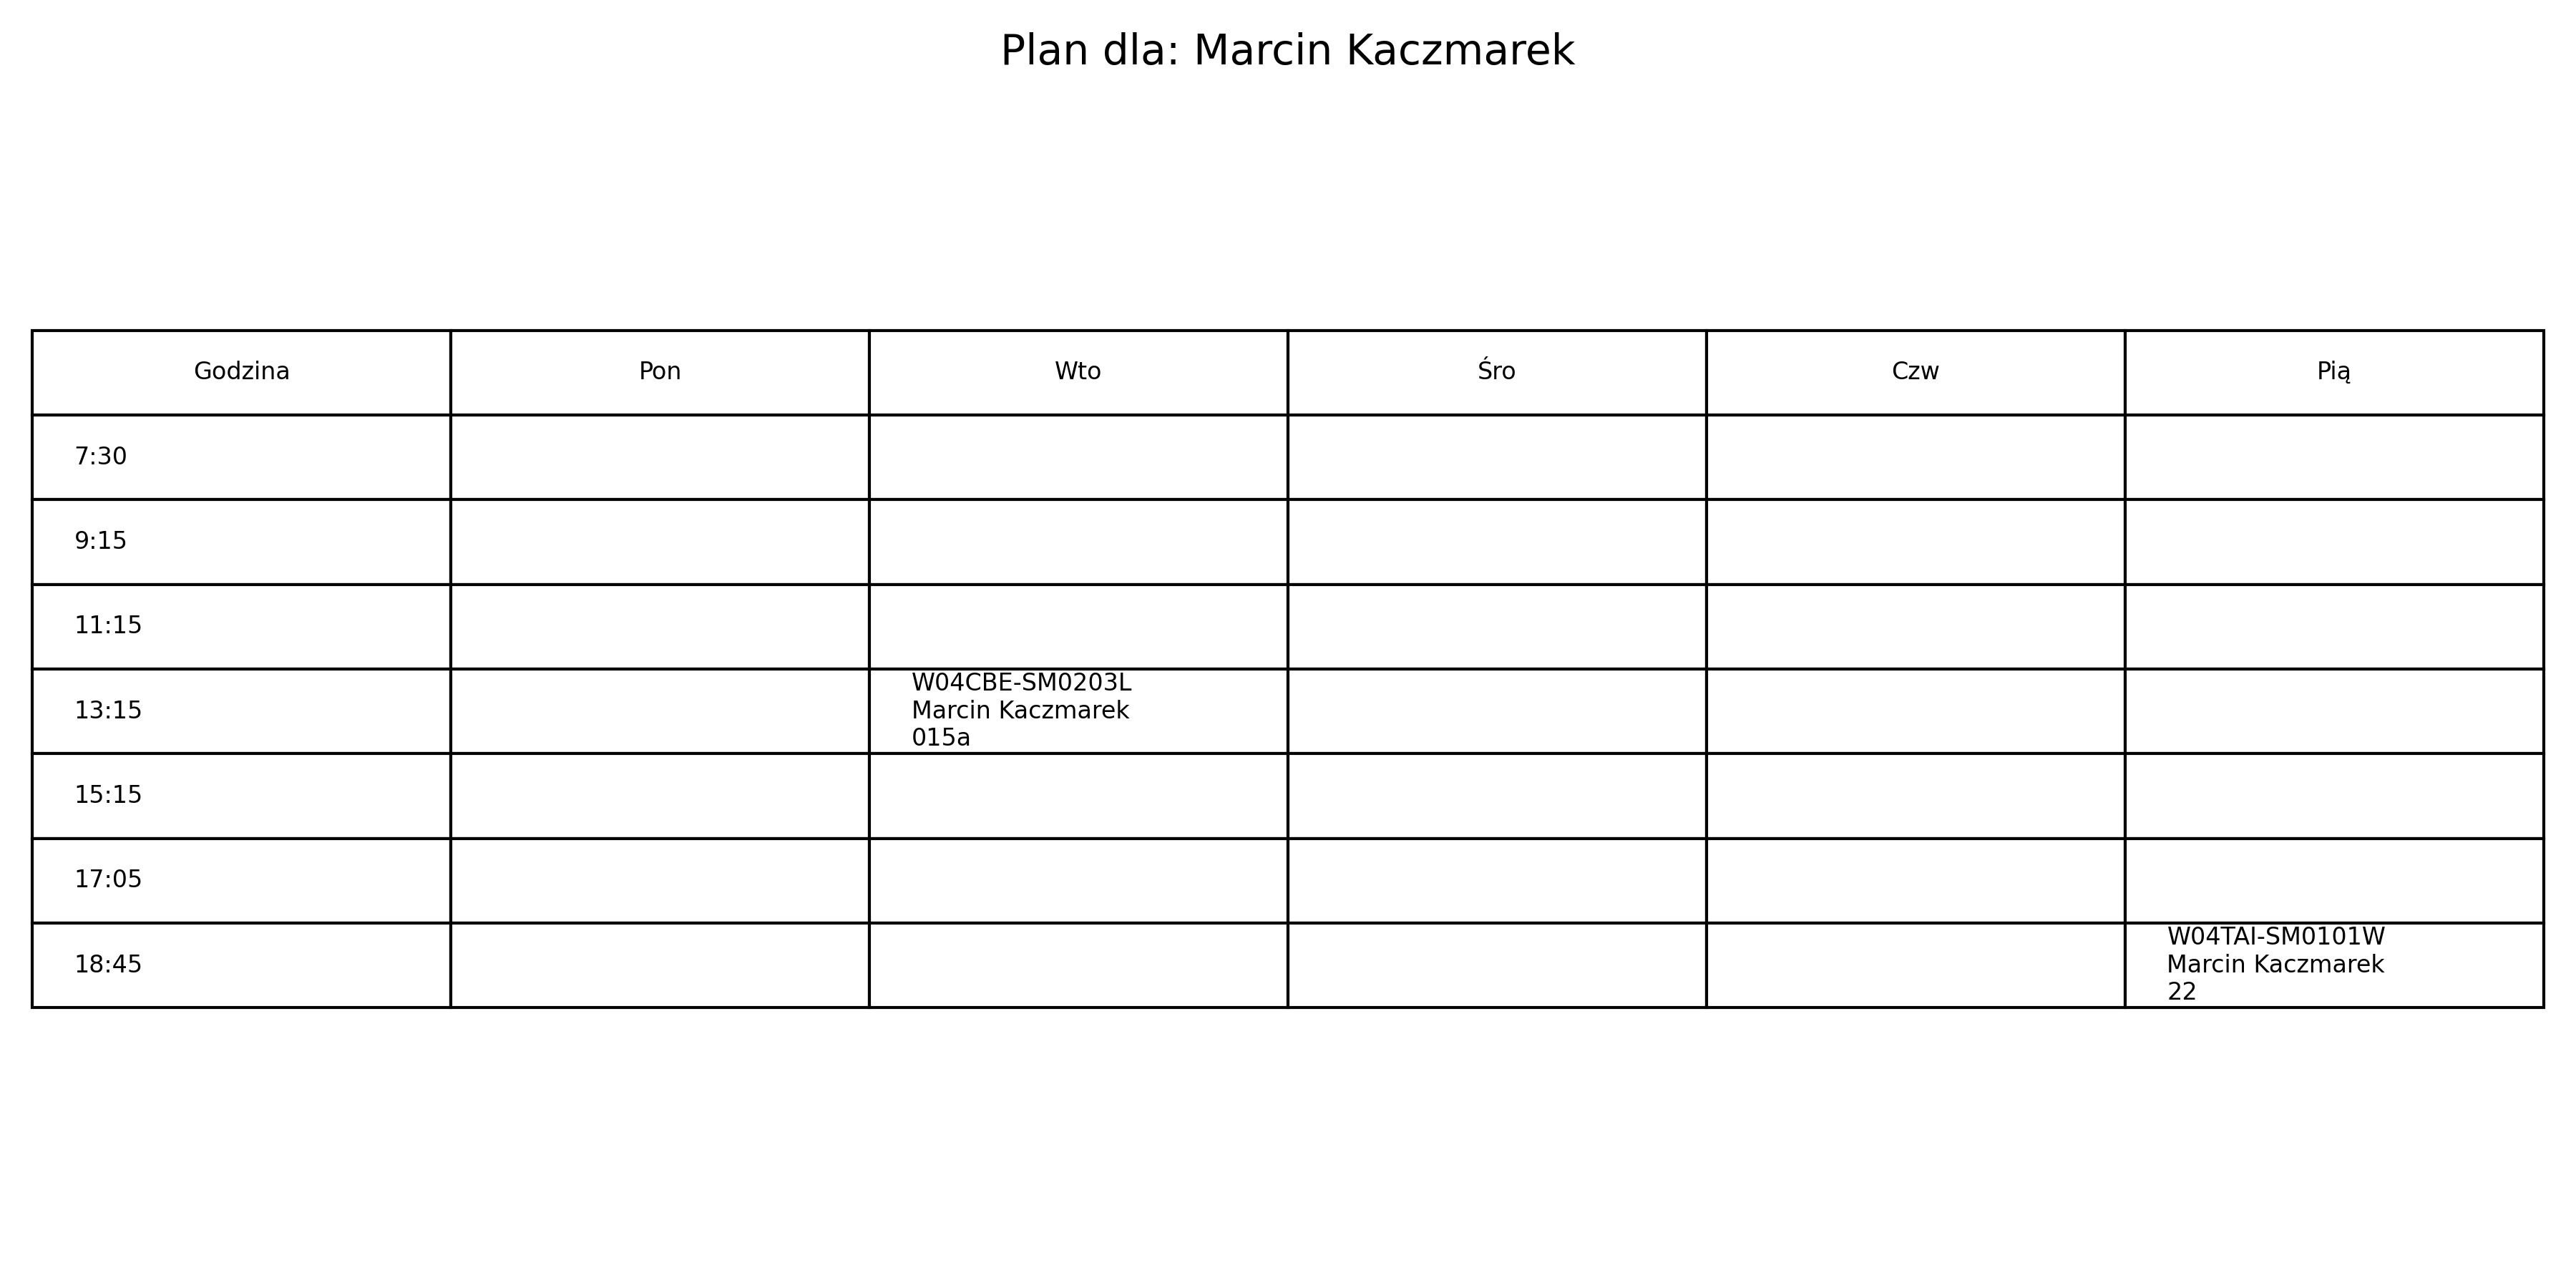 Plan dla: Marcin Kaczmarek
Godzina Pon Wto Śro Czw Pią
7:30
9:15
11:15
13:15
W04CBE-SM0203L
Marcin Kaczmarek
015a
15:15
17:05
18:45
W04TAI-SM0101W
Marcin Kaczmarek
22